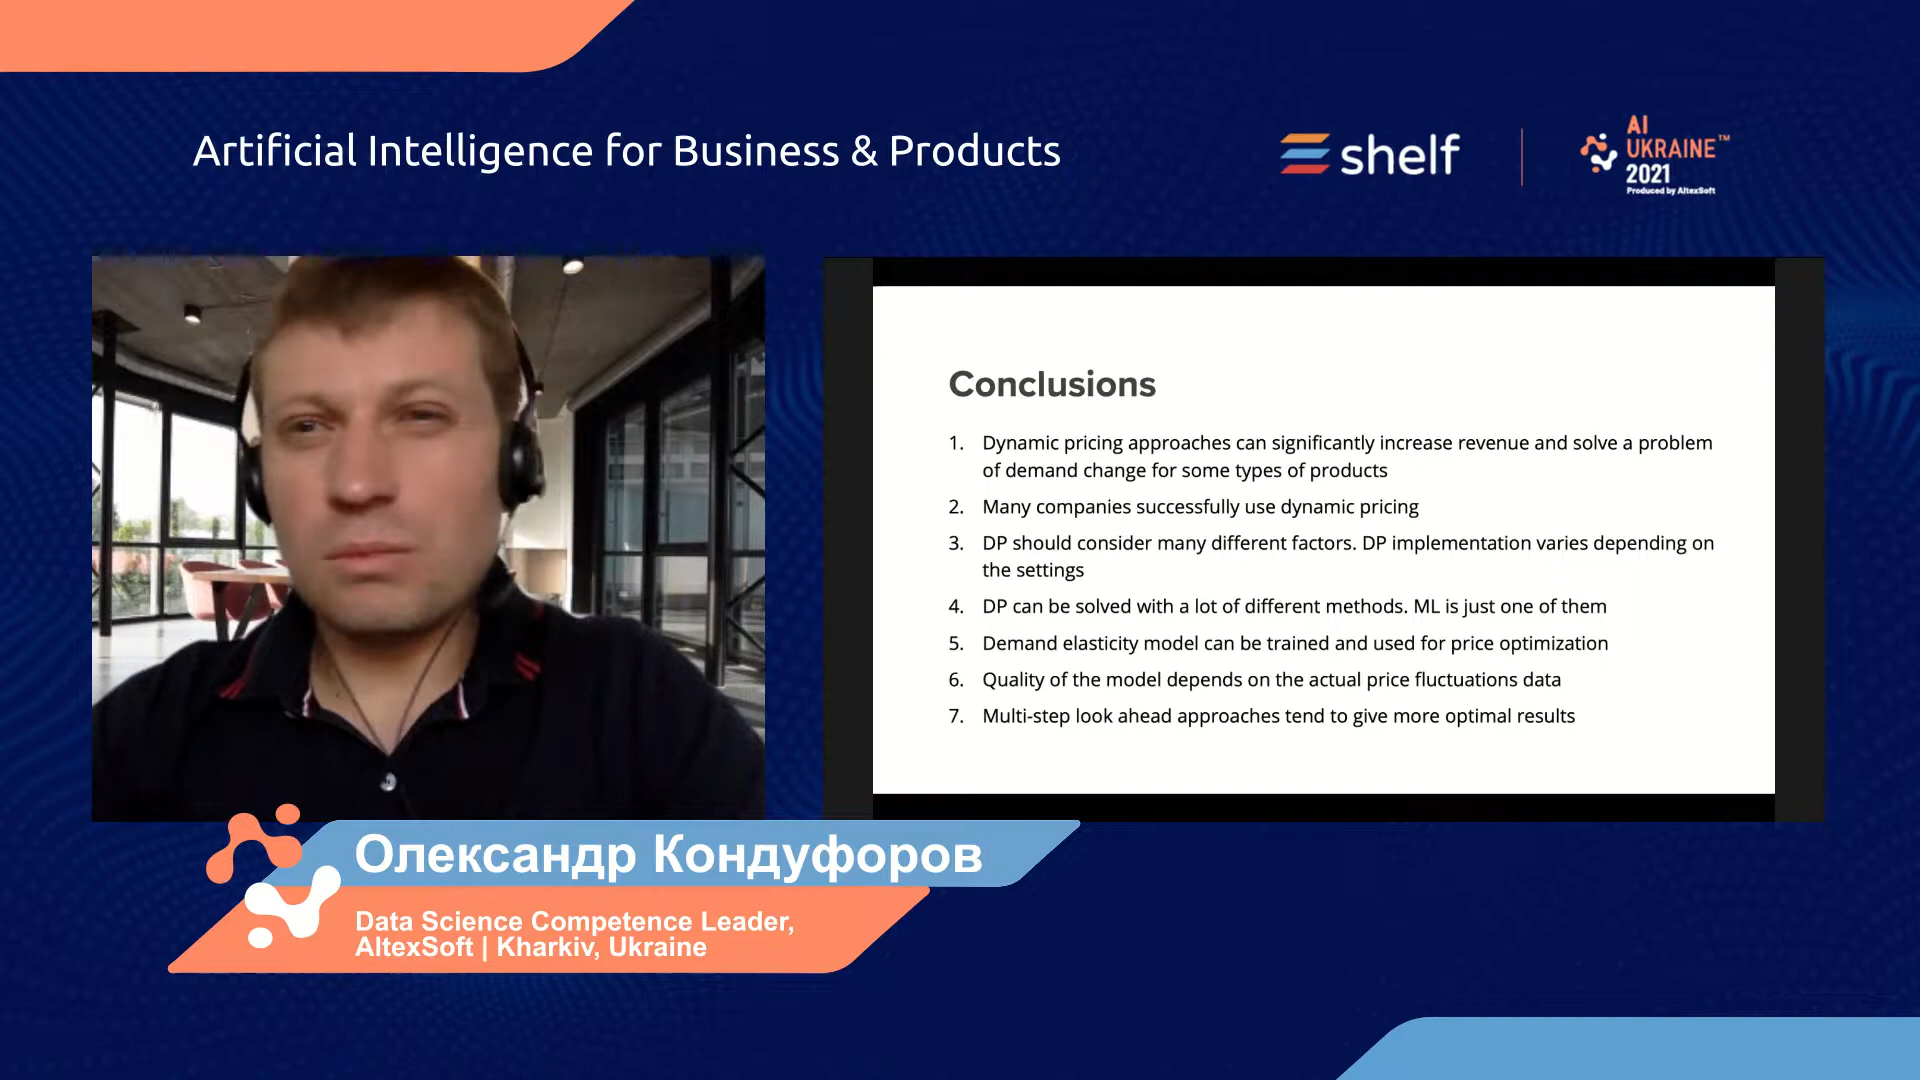 Artificial Intelligence for Business & Products
shelf
AI
UKRAINE™
2021
Produced by AltexSoft
Conclusions
1. Dynamic pricing approaches can significantly increase revenue and solve a problem
of demand change for some types of products
2. Many companies successfully use dynamic pricing
3. DP should consider many different factors. DP implementation varies depending on
the settings
4. DP can be solved with a lot of different methods. ML is just one of them
5. Demand elasticity model can be trained and used for price optimization
6. Quality of the model depends on the actual price fluctuations data
7. Multi-step look ahead approaches tend to give more optimal results
Олександр Кондуфоров
Data Science Competence Leader,
AltexSoft | Kharkiv, Ukraine